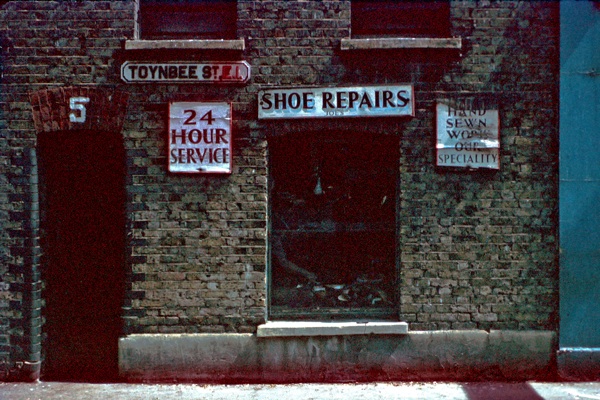 TOYNBEE ST. E.1.
5
24
HOUR
SERVICE
SHOE REPAIRS
HAND
SEWN
WORK
OUR
SPECIALITY